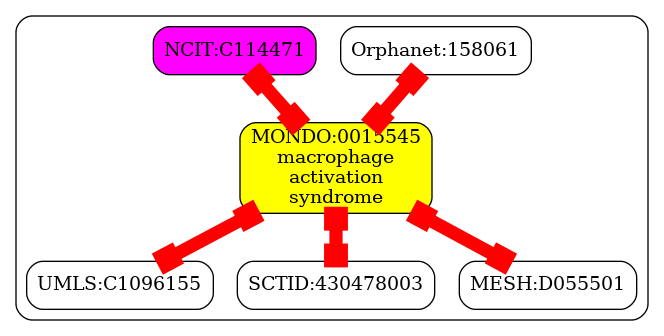 NCIT:C114471
Orphanet:158061
MONDO:0015545
macrophage
activation
syndrome
UMLS:C1096155
SCTID:430478003
MESH:D055501